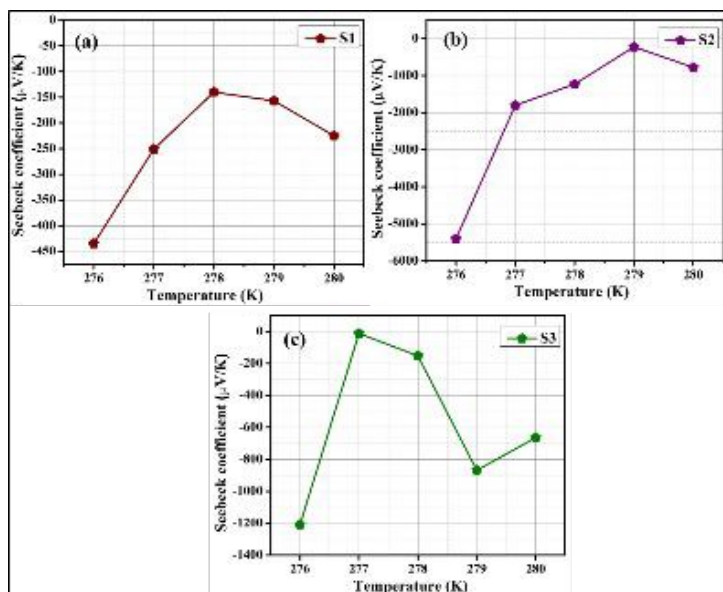 (a)
S1
Seebeck coefficient (μV/K)
0
-50
-100
-150
-200
-250
-300
-350
-400
-450
276 277 278 279 280
Temperature (K)
(b)
S2
Seebeck coefficient (μV/K)
0
-1000
-2000
-3000
-4000
-5000
-6000
276 277 278 279 280
Temperature (K)
(c)
S3
Seebeck coefficient (μV/K)
0
-200
-400
-600
-800
-1000
-1200
-1400
276 277 278 279 280
Temperature (K)